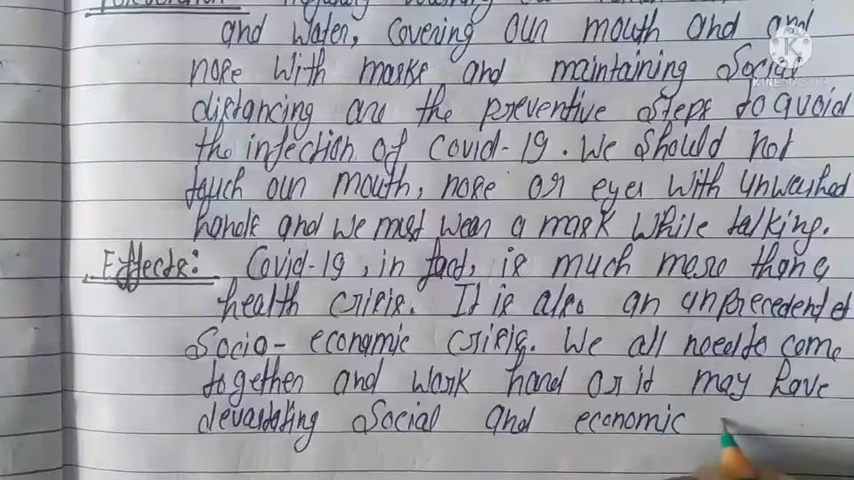 and water, covering our mouth and and
nose with masks and maintaining Social
distancing are the preventive steps to avoid
the infection of Covid-19. We should not
touch our mouth, nose or eyes with unwashed
hands and we must wear a mask while talking.
Effects: Covid-19, in fact, is much more than a
health crisis. It is also an unprecedented
Socio-economic crisis. We all need to come
together and work hard or it may have
devastating Social and economic
KINEMASTER